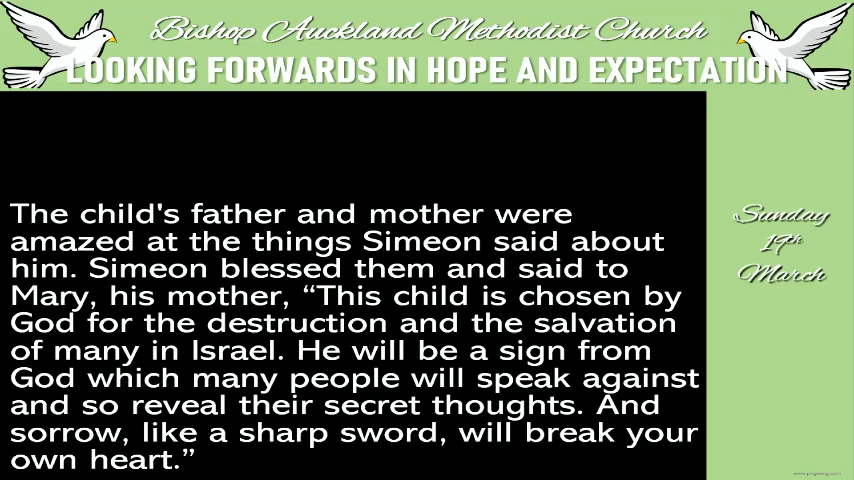 Bishop Auckland Methodist Church
LOOKING FORWARDS IN HOPE AND EXPECTATION
The child's father and mother were
amazed at the things Simeon said about
him. Simeon blessed them and said to
Mary, his mother, “This child is chosen by
God for the destruction and the salvation
of many in Israel. He will be a sign from
God which many people will speak against
and so reveal their secret thoughts. And
sorrow, like a sharp sword, will break your
own heart.”
Sunday
19th
March